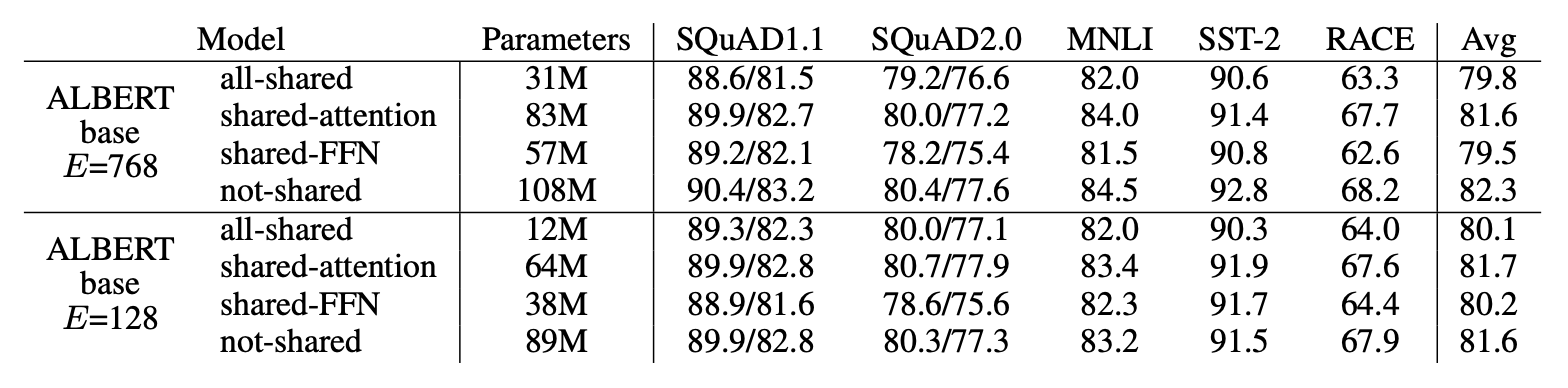 Model Parameters SQuAD1.1 SQuAD2.0 MNLI SST-2 RACE Avg
ALBERT base E=768
all-shared 31M 88.6/81.5 79.2/76.6 82.0 90.6 63.3 79.8
shared-attention 83M 89.9/82.7 80.0/77.2 84.0 91.4 67.7 81.6
shared-FFN 57M 89.2/82.1 78.2/75.4 81.5 90.8 62.6 79.5
not-shared 108M 90.4/83.2 80.4/77.6 84.5 92.8 68.2 82.3
ALBERT base E=128
all-shared 12M 89.3/82.3 80.0/77.1 82.0 90.3 64.0 80.1
shared-attention 64M 89.9/82.8 80.7/77.9 83.4 91.9 67.6 81.7
shared-FFN 38M 88.9/81.6 78.6/75.6 82.3 91.7 64.4 80.2
not-shared 89M 89.9/82.8 80.3/77.3 83.2 91.5 67.9 81.6